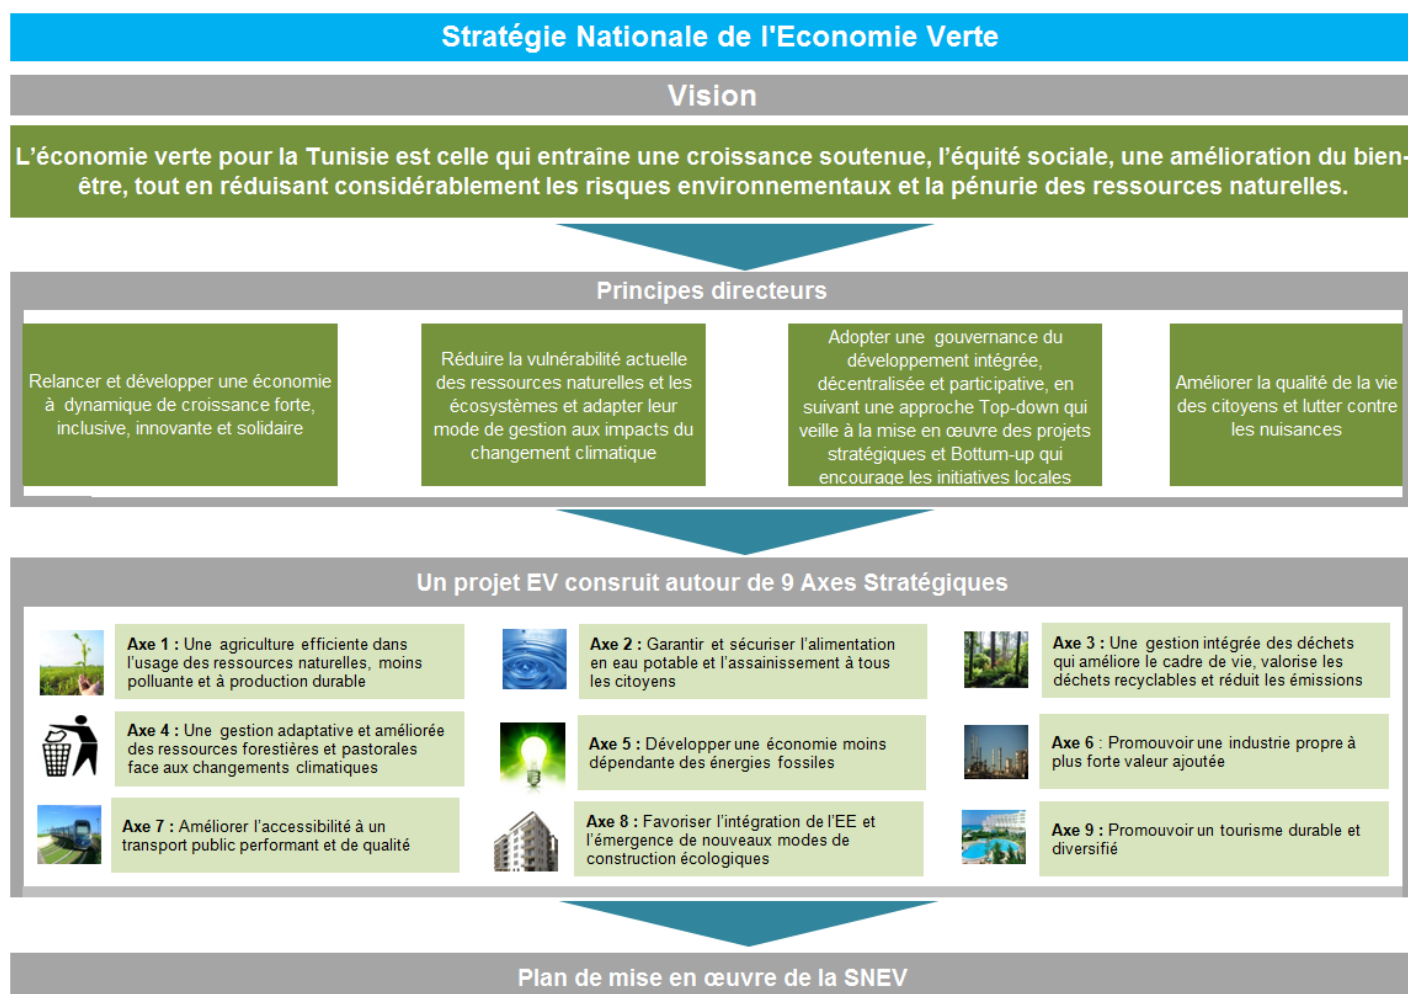 Stratégie Nationale de l'Economie Verte
Vision
L’économie verte pour la Tunisie est celle qui entraîne une croissance soutenue, l’équité sociale, une amélioration du bien-
être, tout en réduisant considérablement les risques environnementaux et la pénurie des ressources naturelles.
Principes directeurs
Relancer et développer une économie
à dynamique de croissance forte,
inclusive, innovante et solidaire
Réduire la vulnérabilité actuelle
des ressources naturelles et les
écosystèmes et adapter leur
mode de gestion aux impacts du
changement climatique
Adopter une gouvernance du
développement intégrée,
décentralisée et participative, en
suivant une approche Top-down qui
veille à la mise en œuvre des projets
stratégiques et Bottum-up qui
encourage les initiatives locales
Améliorer la qualité de la vie
des citoyens et lutter contre
les nuisances
Un projet EV consruit autour de 9 Axes Stratégiques
Axe 1 : Une agriculture efficiente dans
l’usage des ressources naturelles, moins
polluante et à production durable
Axe 2 : Garantir et sécuriser l’alimentation
en eau potable et l’assainissement à tous
les citoyens
Axe 3 : Une gestion intégrée des déchets
qui améliore le cadre de vie, valorise les
déchets recyclables et réduit les émissions
Axe 4 : Une gestion adaptative et améliorée
des ressources forestières et pastorales
face aux changements climatiques
Axe 5 : Développer une économie moins
dépendante des énergies fossiles
Axe 6 : Promouvoir une industrie propre à
plus forte valeur ajoutée
Axe 7 : Améliorer l’accessibilité à un
transport public performant et de qualité
Axe 8 : Favoriser l’intégration de l’EE et
l’émergence de nouveaux modes de
construction écologiques
Axe 9 : Promouvoir un tourisme durable et
diversifié
Plan de mise en œuvre de la SNEV